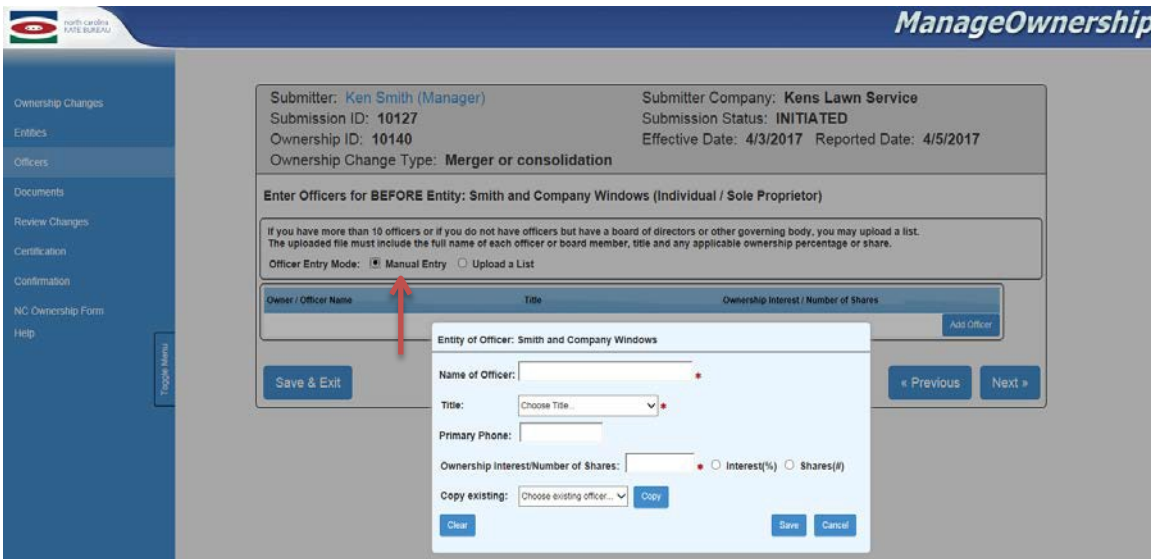 north carolina
RATE BUREAU
ManageOwnership
Ownership Changes
Entities
Officers
Documents
Review Changes
Certification
Confirmation
NC Ownership Form
Help
Toggle Menu
Submitter: Ken Smith (Manager)
Submitter Company: Kens Lawn Service
Submission ID: 10127
Submission Status: INITIATED
Ownership ID: 10140
Effective Date: 4/3/2017 Reported Date: 4/5/2017
Ownership Change Type: Merger or consolidation
Enter Officers for BEFORE Entity: Smith and Company Windows (Individual / Sole Proprietor)
If you have more than 10 officers or if you do not have officers but have a board of directors or other governing body, you may upload a list.
The uploaded file must include the full name of each officer or board member, title and any applicable ownership percentage or share.
Officer Entry Mode: Manual Entry Upload a List
Owner / Officer Name Title Ownership Interest / Number of Shares
Add Officer
Save & Exit
« Previous Next »
Entity of Officer: Smith and Company Windows
Name of Officer: *
Title: Choose Title... *
Primary Phone:
Ownership Interest/Number of Shares: * Interest(%) Shares(#)
Copy existing: Choose existing officer... Copy
Clear Save Cancel